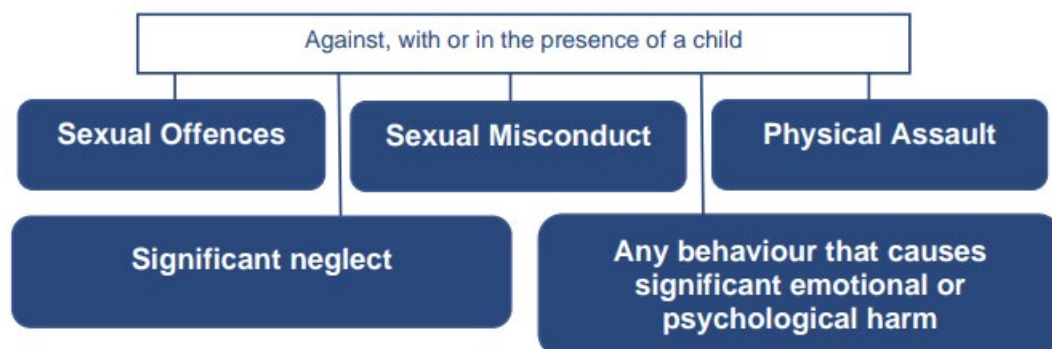 Against, with or in the presence of a child
Sexual Offences
Sexual Misconduct
Physical Assault
Significant neglect
Any behaviour that causes
significant emotional or
psychological harm